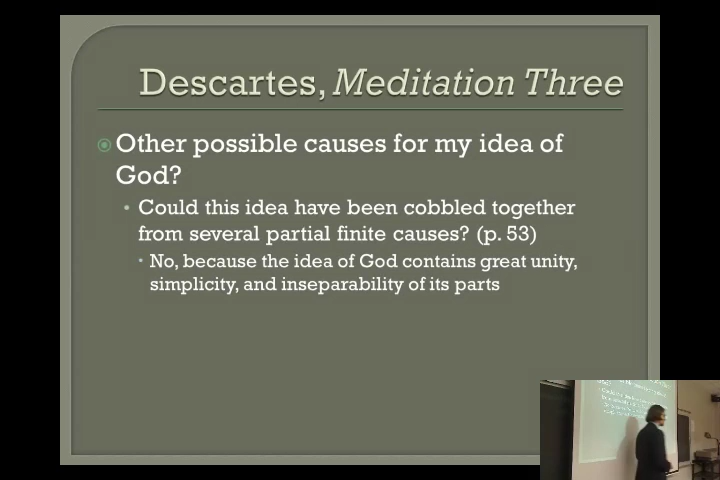 Descartes, Meditation Three
Other possible causes for my idea of
God?
Could this idea have been cobbled together
from several partial finite causes? (p. 53)
No, because the idea of God contains great unity,
simplicity, and inseparability of its parts